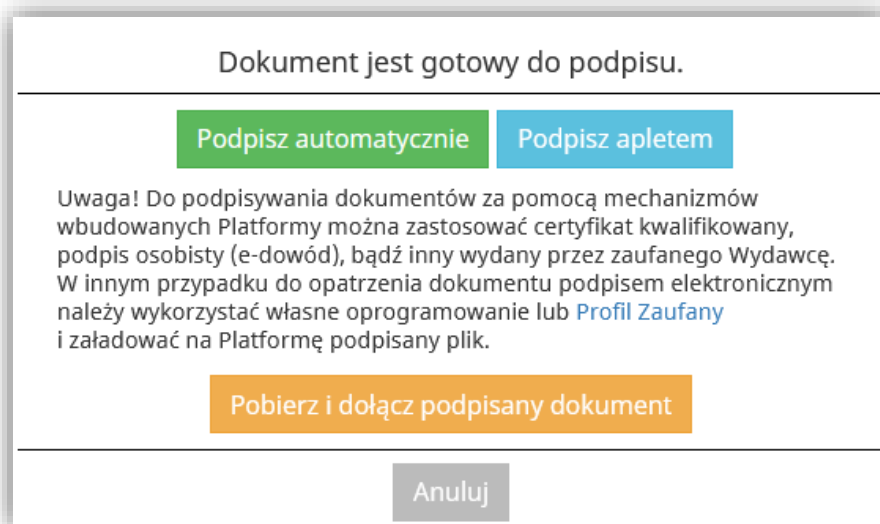 Dokument jest gotowy do podpisu.
Podpisz automatycznie
Podpisz apletem
Uwaga! Do podpisywania dokumentów za pomocą mechanizmów
wbudowanych Platformy można zastosować certyfikat kwalifikowany,
podpis osobisty (e-dowód), bądź inny wydany przez zaufanego Wydawcę.
W innym przypadku do opatrzenia dokumentu podpisem elektronicznym
należy wykorzystać własne oprogramowanie lub Profil Zaufany
i załadować na Platformę podpisany plik.
Pobierz i dołącz podpisany dokument
Anuluj